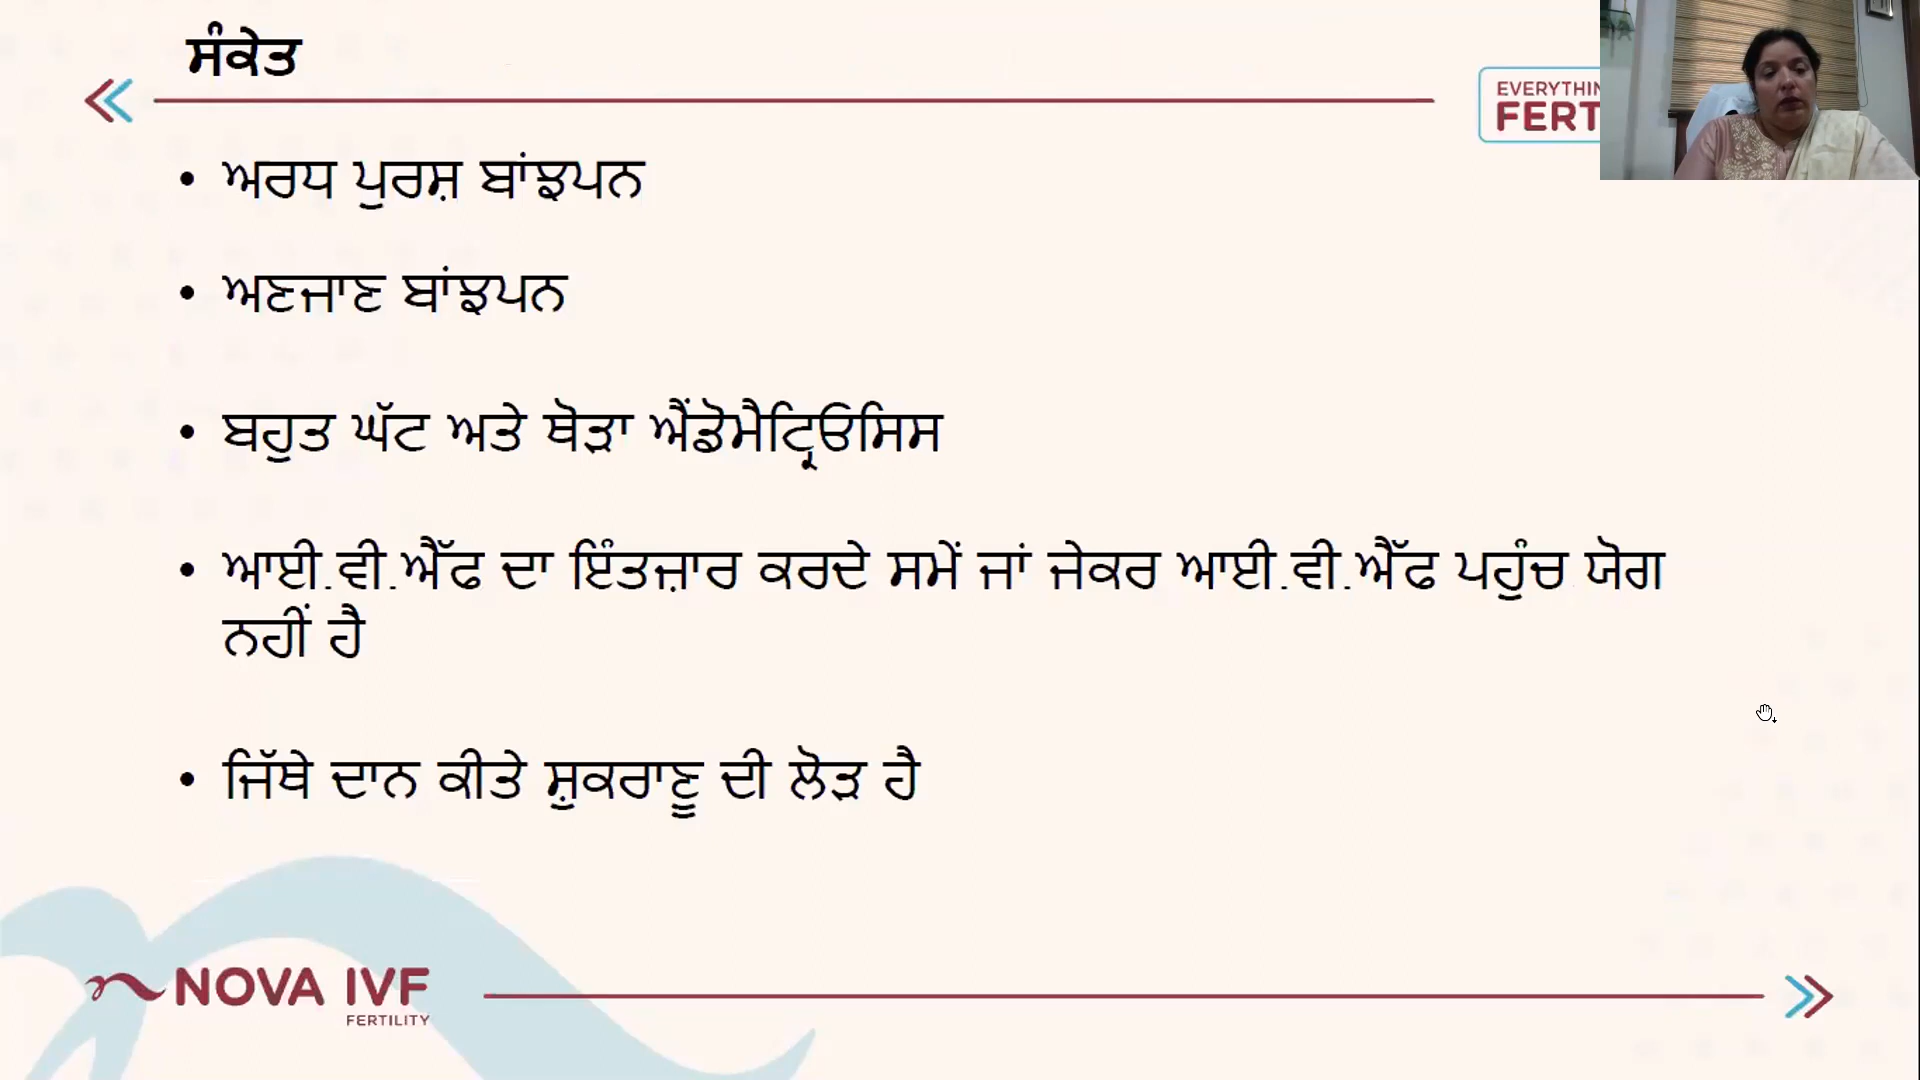 ਸੰਕੇਤ
EVERYTHIN
FERT
• ਅਰਧ ਪੁਰਸ਼ ਬਾਂਝਪਨ
• ਅਣਜਾਣ ਬਾਂਝਪਨ
• ਬਹੁਤ ਘੱਟ ਅਤੇ ਥੋੜਾ ਐਂਡੋਮੈਟ੍ਰਿਓਸਿਸ
• ਆਈ.ਵੀ.ਐੱਫ ਦਾ ਇੰਤਜ਼ਾਰ ਕਰਦੇ ਸਮੇਂ ਜਾਂ ਜੇਕਰ ਆਈ.ਵੀ.ਐੱਫ ਪਹੁੰਚ ਯੋਗ
ਨਹੀਂ ਹੈ
• ਜਿੱਥੇ ਦਾਨ ਕੀਤੇ ਸ਼ੁਕਰਾਣੂ ਦੀ ਲੋੜ ਹੈ
NOVA IVF
FERTILITY